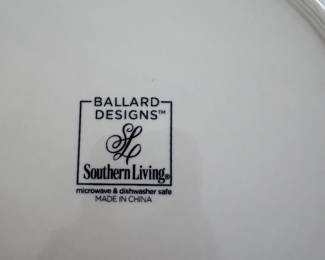 BALLARD
DESIGNS™
SL
Southern Living®
microwave & dishwasher safe
MADE IN CHINA